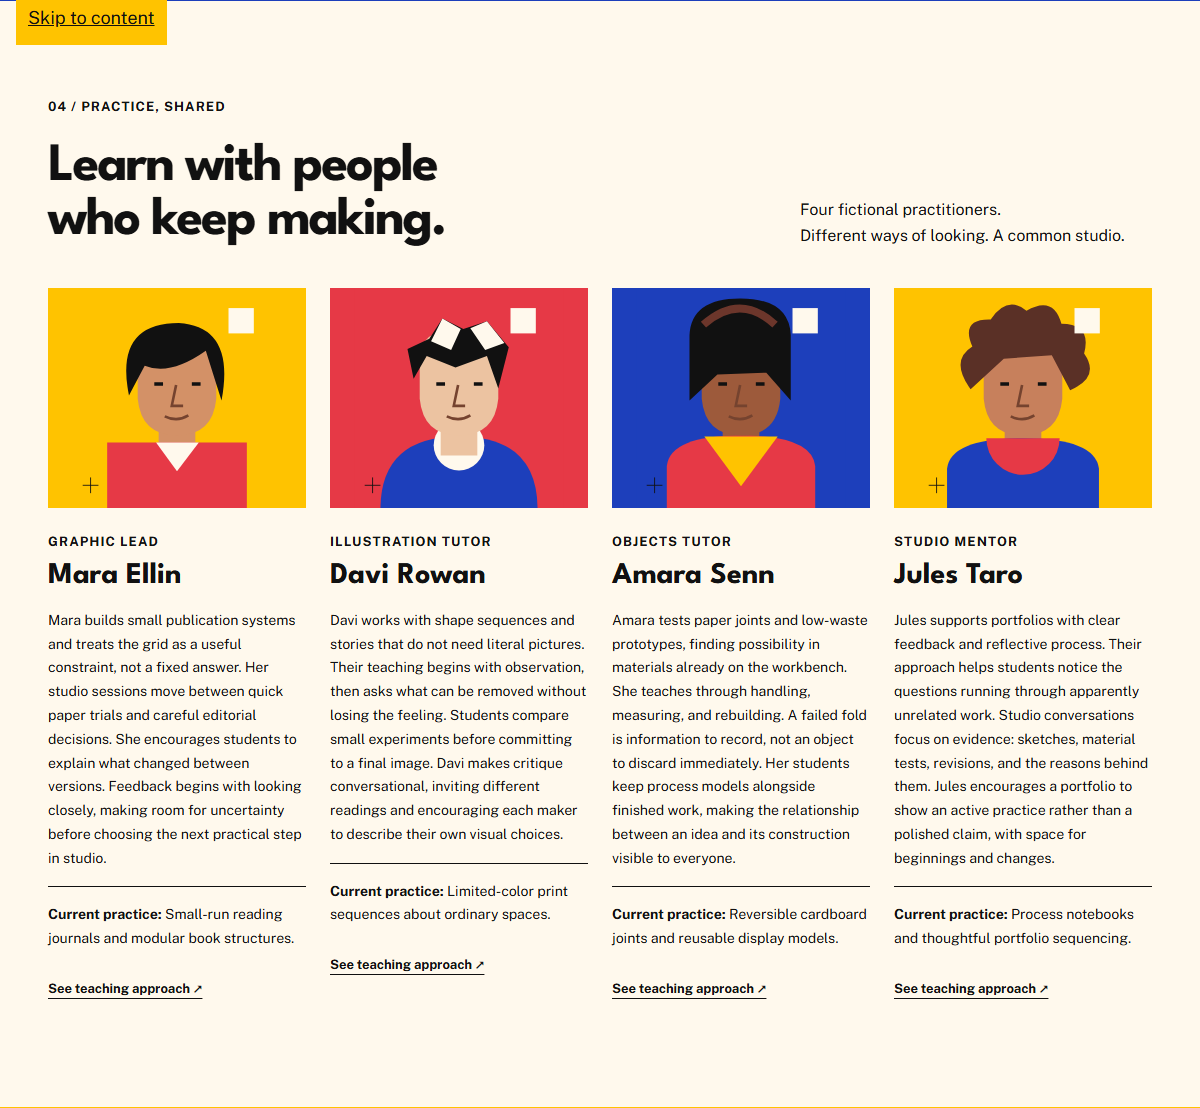 Skip to content
04 / PRACTICE, SHARED
Learn with people
who keep making.
Four fictional practitioners.
Different ways of looking. A common studio.
GRAPHIC LEAD
Mara Ellin
Mara builds small publication systems
and treats the grid as a useful
constraint, not a fixed answer. Her
studio sessions move between quick
paper trials and careful editorial
decisions. She encourages students to
explain what changed between
versions. Feedback begins with looking
closely, making room for uncertainty
before choosing the next practical step
in studio.
Current practice: Small-run reading
journals and modular book structures.
See teaching approach ↗
ILLUSTRATION TUTOR
Davi Rowan
Davi works with shape sequences and
stories that do not need literal pictures.
Their teaching begins with observation,
then asks what can be removed without
losing the feeling. Students compare
small experiments before committing
to a final image. Davi makes critique
conversational, inviting different
readings and encouraging each maker
to describe their own visual choices.
Current practice: Limited-color print
sequences about ordinary spaces.
See teaching approach ↗
OBJECTS TUTOR
Amara Senn
Amara tests paper joints and low-waste
prototypes, finding possibility in
materials already on the workbench.
She teaches through handling,
measuring, and rebuilding. A failed fold
is information to record, not an object
to discard immediately. Her students
keep process models alongside
finished work, making the relationship
between an idea and its construction
visible to everyone.
Current practice: Reversible cardboard
joints and reusable display models.
See teaching approach ↗
STUDIO MENTOR
Jules Taro
Jules supports portfolios with clear
feedback and reflective process. Their
approach helps students notice the
questions running through apparently
unrelated work. Studio conversations
focus on evidence: sketches, material
tests, revisions, and the reasons behind
them. Jules encourages a portfolio to
show an active practice rather than a
polished claim, with space for
beginnings and changes.
Current practice: Process notebooks
and thoughtful portfolio sequencing.
See teaching approach ↗